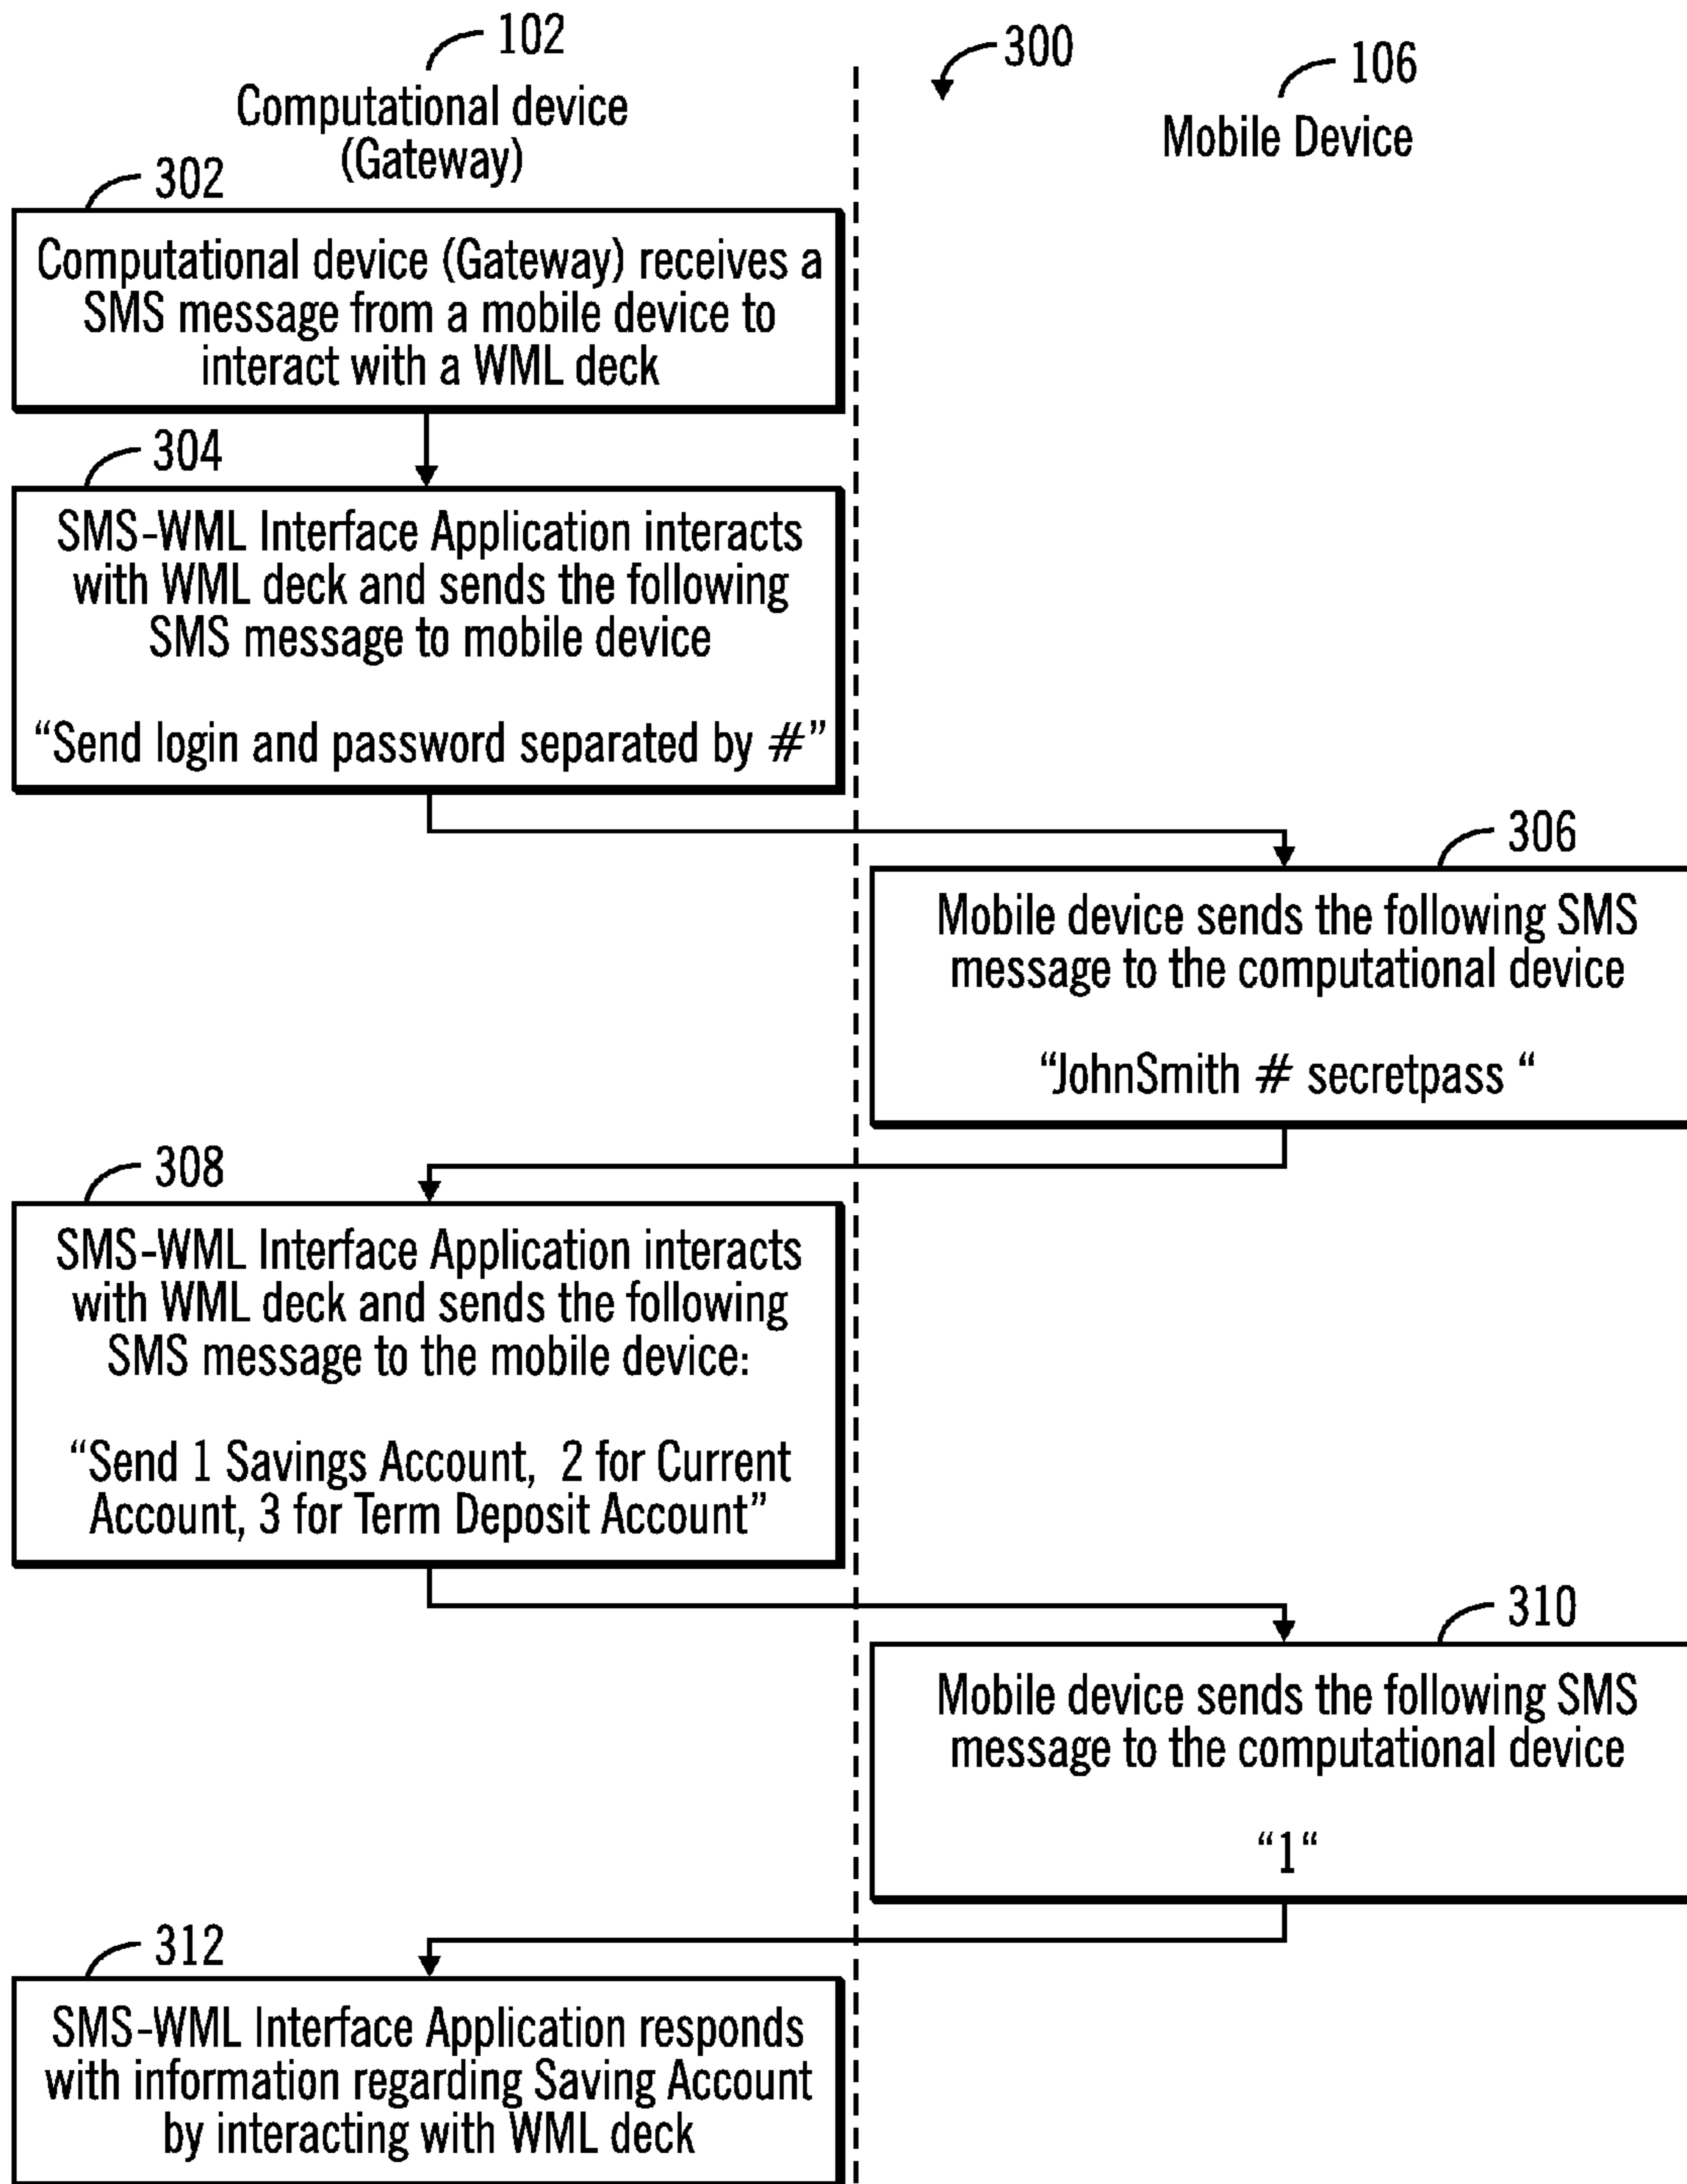 102
300
106
Computational device
(Gateway)
Mobile Device
302
Computational device (Gateway) receives a
SMS message from a mobile device to
interact with a WML deck
304
SMS-WML Interface Application interacts
with WML deck and sends the following
SMS message to mobile device
“Send login and password separated by #”
306
Mobile device sends the following SMS
message to the computational device
“JohnSmith # secretpass “
308
SMS-WML Interface Application interacts
with WML deck and sends the following
SMS message to the mobile device:
“Send 1 Savings Account, 2 for Current
Account, 3 for Term Deposit Account”
310
Mobile device sends the following SMS
message to the computational device
“1“
312
SMS-WML Interface Application responds
with information regarding Saving Account
by interacting with WML deck